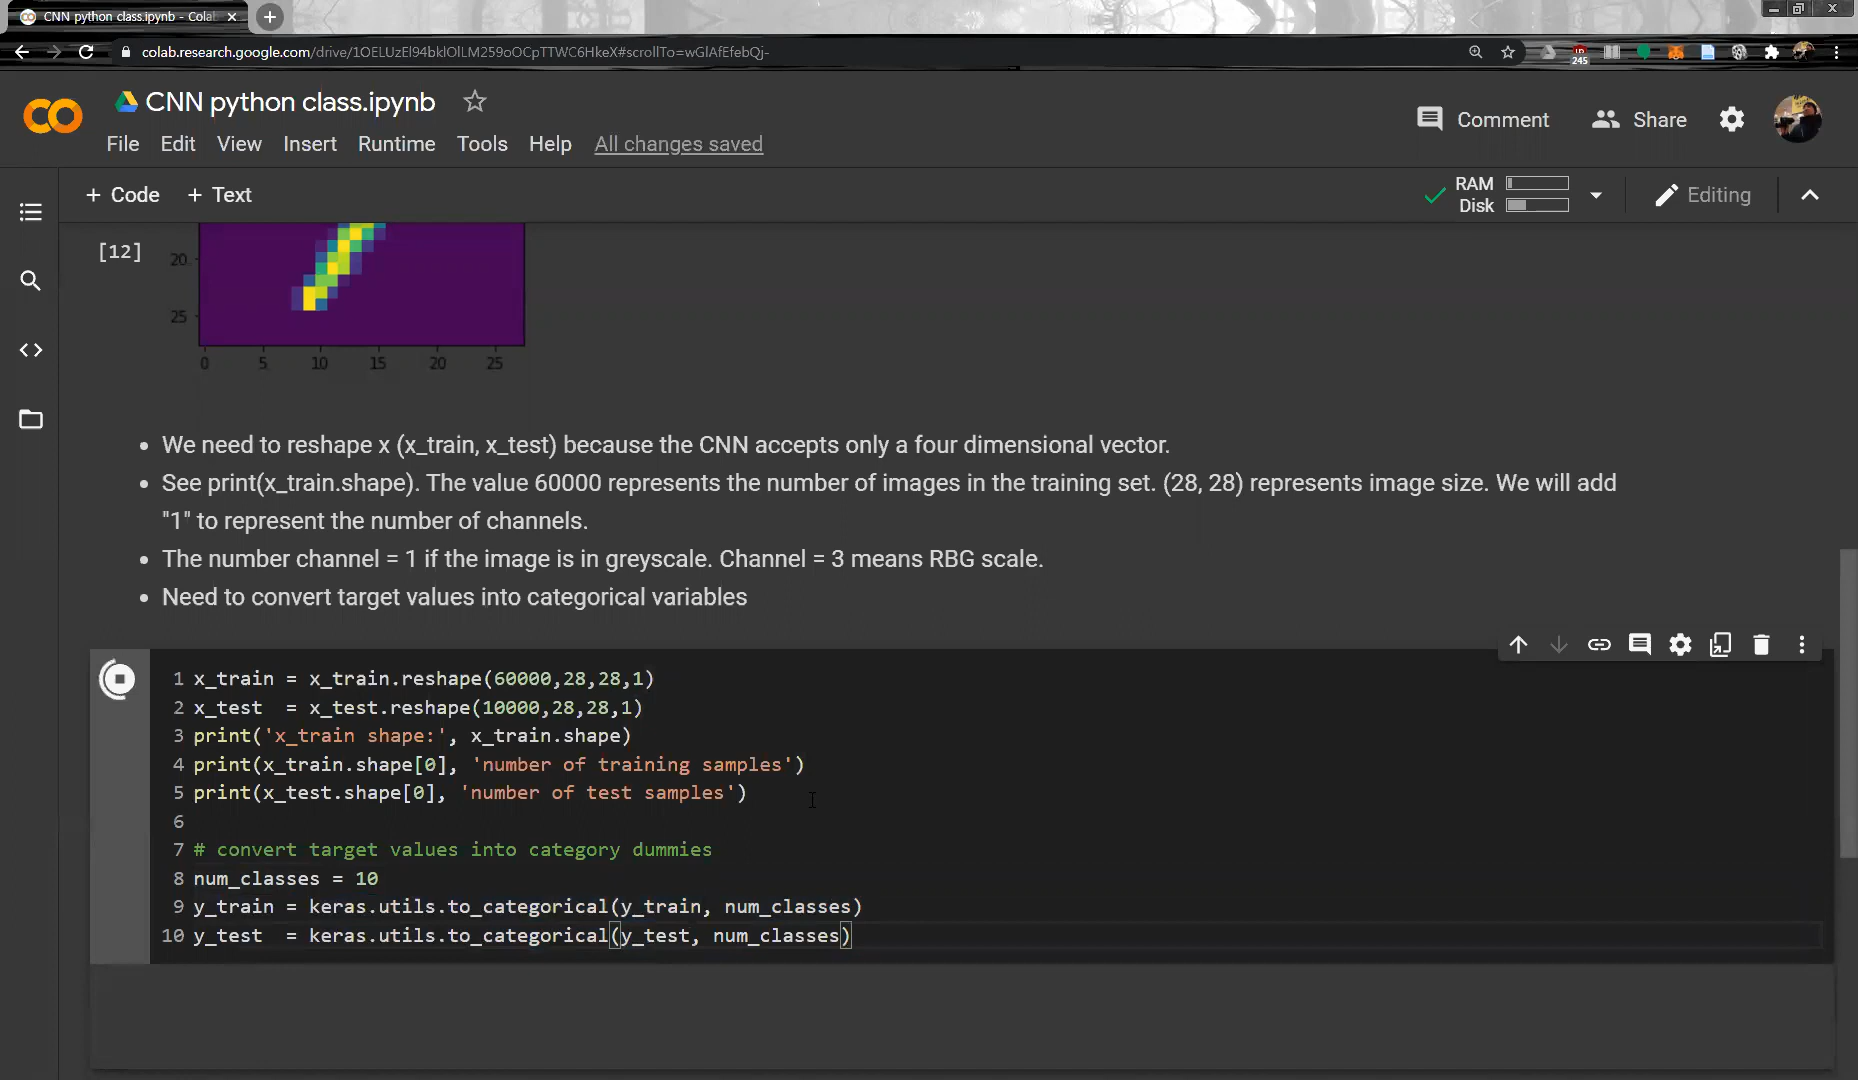 CNN python class.ipynb - Colab
colab.research.google.com/drive/1OELUzEl94bklOlLM259oOCpTTWC6HkeX#scrollTo=wGlAfEfebQj-
245
CNN python class.ipynb
Comment
Share
File Edit View Insert Runtime Tools Help All changes saved
+ Code + Text
RAM
Disk
Editing
[12]
20
25
0 5 10 15 20 25
• We need to reshape x (x_train, x_test) because the CNN accepts only a four dimensional vector.
• See print(x_train.shape). The value 60000 represents the number of images in the training set. (28, 28) represents image size. We will add
"1" to represent the number of channels.
• The number channel = 1 if the image is in greyscale. Channel = 3 means RBG scale.
• Need to convert target values into categorical variables
1 x_train = x_train.reshape(60000,28,28,1)
2 x_test  = x_test.reshape(10000,28,28,1)
3 print('x_train shape:', x_train.shape)
4 print(x_train.shape[0], 'number of training samples')
5 print(x_test.shape[0], 'number of test samples')
6
7 # convert target values into category dummies
8 num_classes = 10
9 y_train = keras.utils.to_categorical(y_train, num_classes)
10 y_test  = keras.utils.to_categorical(y_test, num_classes)